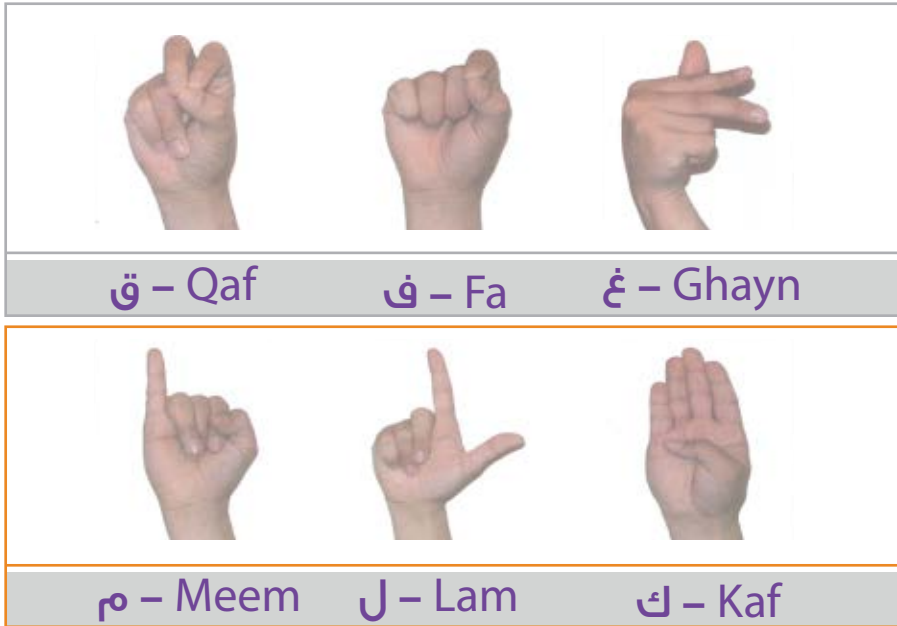 ق – Qaf ف – Fa غ – Ghayn
م – Meem ل – Lam ك – Kaf